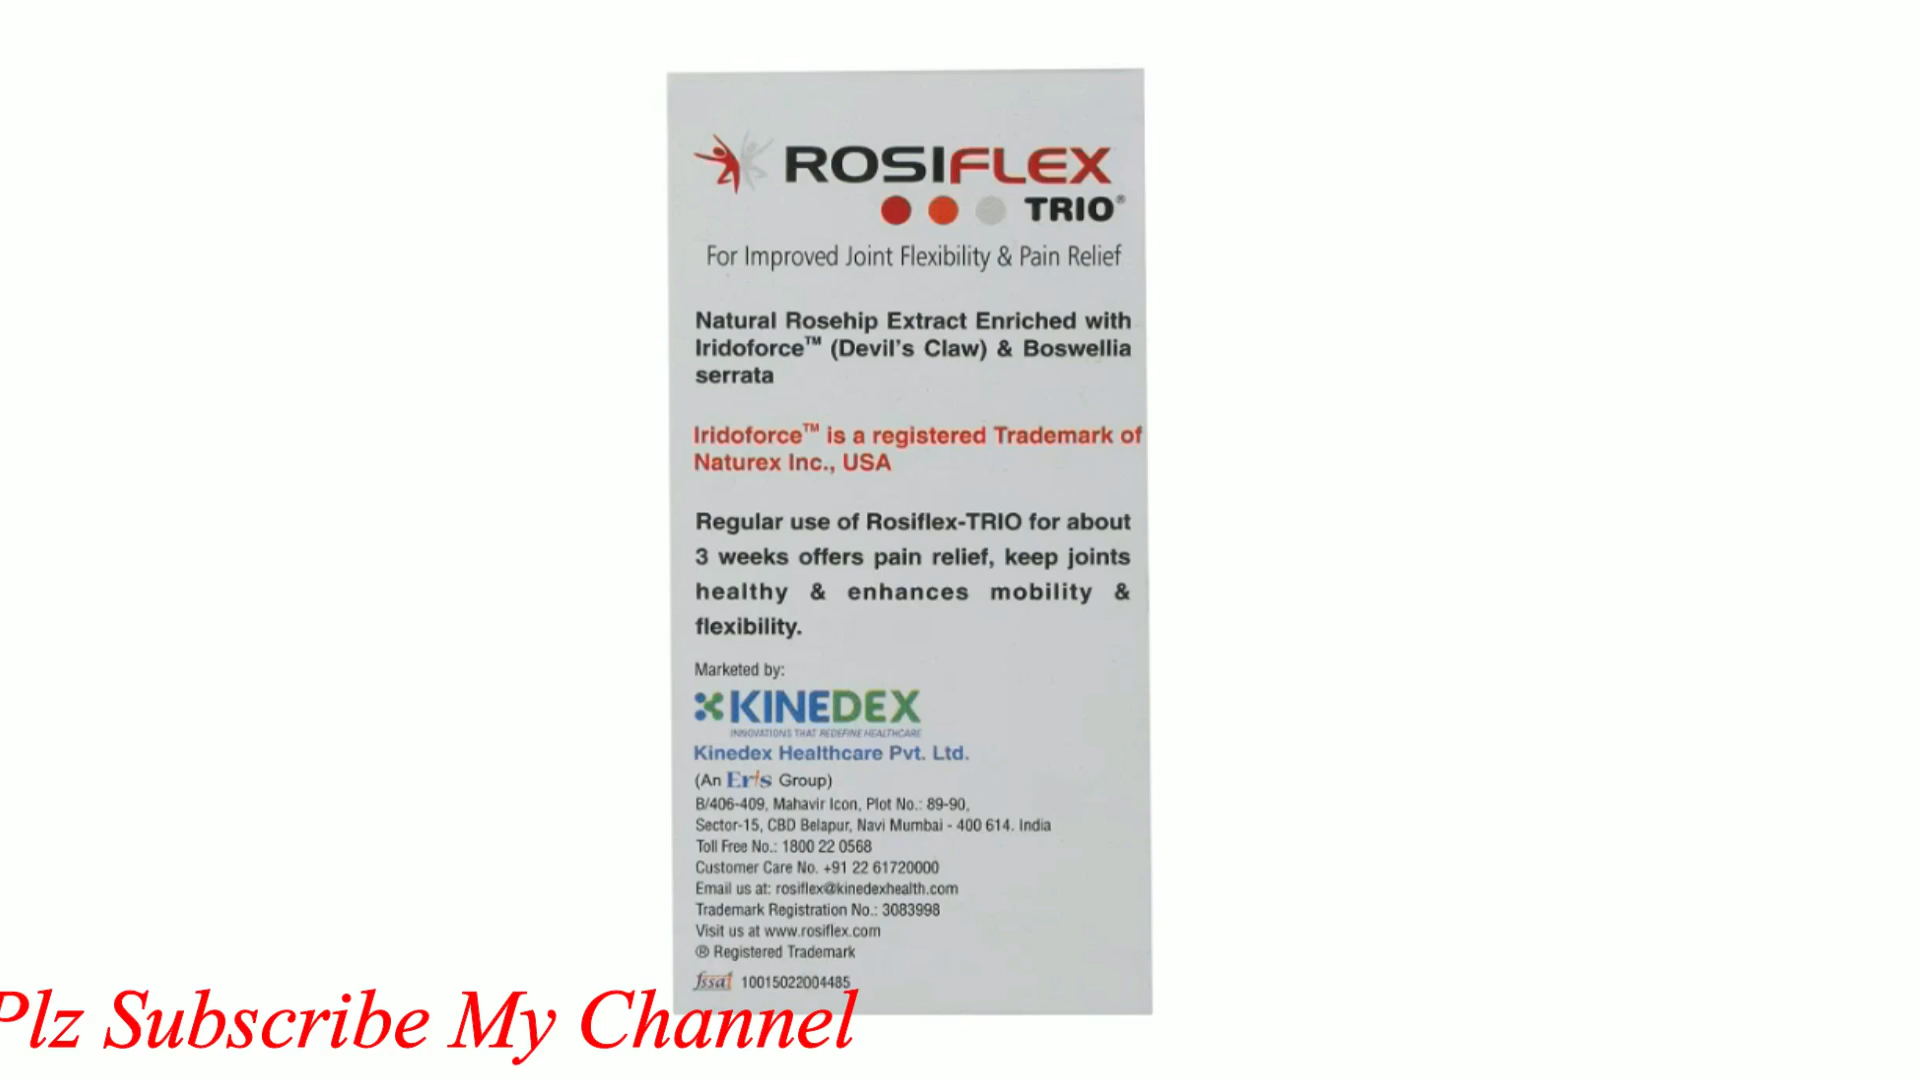 ROSIFLEX
TRIO®
For Improved Joint Flexibility & Pain Relief
Natural Rosehip Extract Enriched with
Iridoforce™ (Devil's Claw) & Boswellia
serrata
Iridoforce™ is a registered Trademark of
Naturex Inc., USA
Regular use of Rosiflex-TRIO for about
3 weeks offers pain relief, keep joints
healthy & enhances mobility &
flexibility.
Marketed by:
KINEDEX
INNOVATIONS THAT REDEFINE HEALTHCARE
Kinedex Healthcare Pvt. Ltd.
(An Eris Group)
B/406-409, Mahavir Icon, Plot No.: 89-90,
Sector-15, CBD Belapur, Navi Mumbai - 400 614. India
Toll Free No.: 1800 22 0568
Customer Care No. +91 22 61720000
Email us at: rosiflex@kinedexhealth.com
Trademark Registration No.: 3083998
Visit us at www.rosiflex.com
® Registered Trademark
fssai 10015022004485
Plz Subscribe My Channel